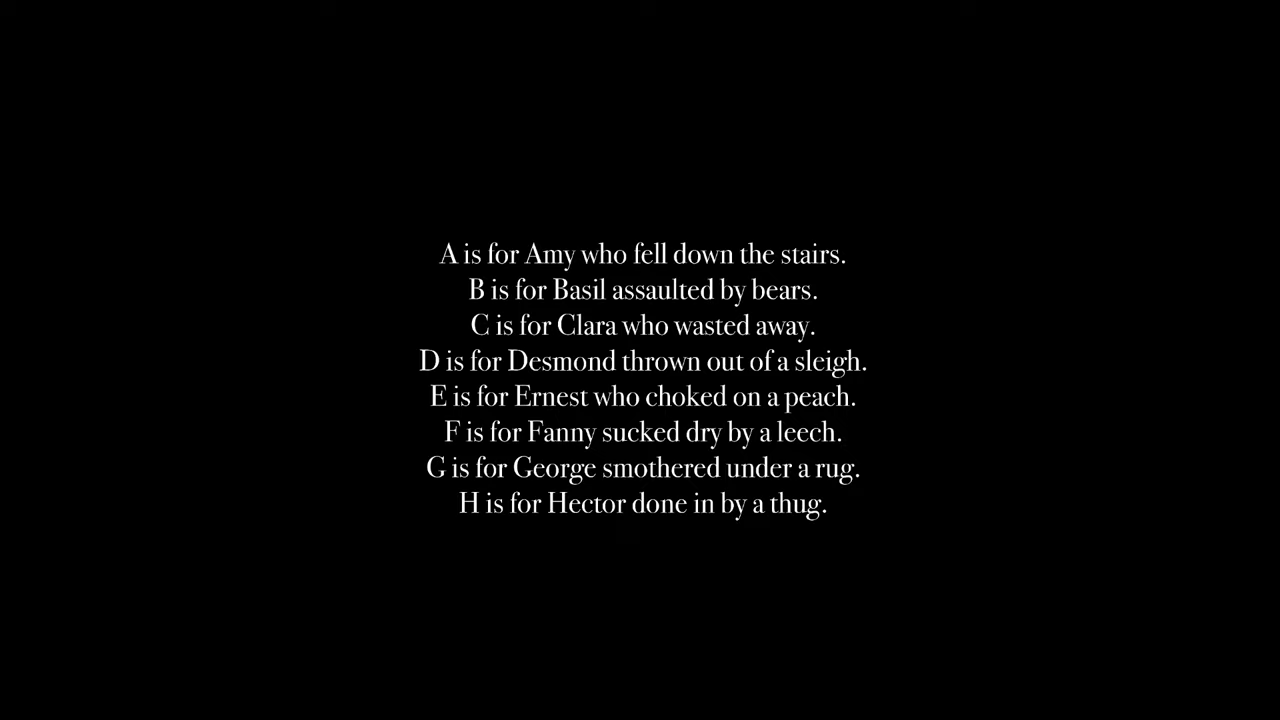 A is for Amy who fell down the stairs.
B is for Basil assaulted by bears.
C is for Clara who wasted away.
D is for Desmond thrown out of a sleigh.
E is for Ernest who choked on a peach.
F is for Fanny sucked dry by a leech.
G is for George smothered under a rug.
H is for Hector done in by a thug.